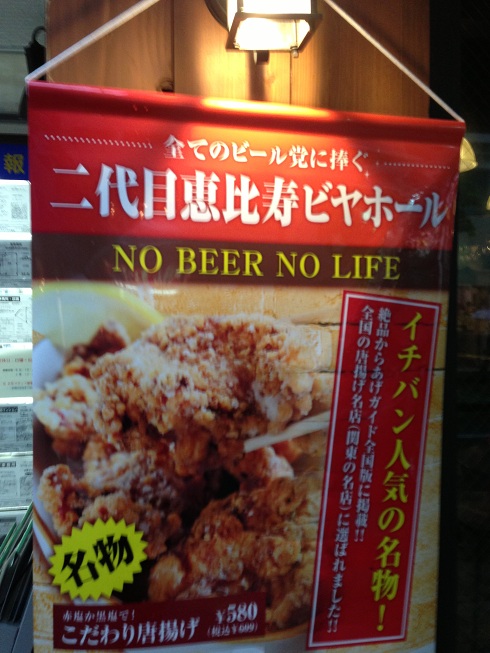 全てのビール党に捧ぐ
二代目恵比寿ビヤホール
NO BEER NO LIFE
イチバン人気の名物!
絶品からあげガイド全国版に掲載!!
全国の唐揚げ名店(関東の名店)に選ばれました!!
名物
赤塩か黒塩で!
こだわり唐揚げ
¥580
(税込¥609)
報